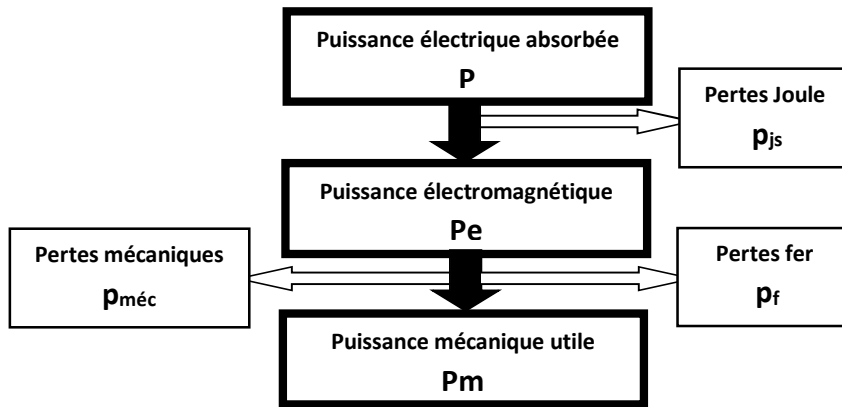 Puissance électrique absorbée
P
Pertes Joule
pjs
Puissance électromagnétique
Pe
Pertes mécaniques
pméc
Pertes fer
pf
Puissance mécanique utile
Pm